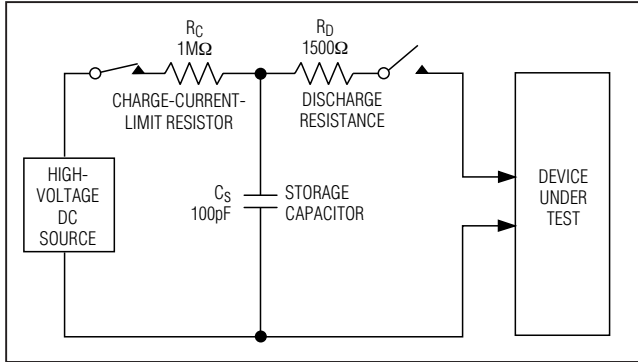 RC
1MΩ
CHARGE-CURRENT-
LIMIT RESISTOR
RD
1500Ω
DISCHARGE
RESISTANCE
HIGH-
VOLTAGE
DC
SOURCE
CS
100pF
STORAGE
CAPACITOR
DEVICE
UNDER
TEST